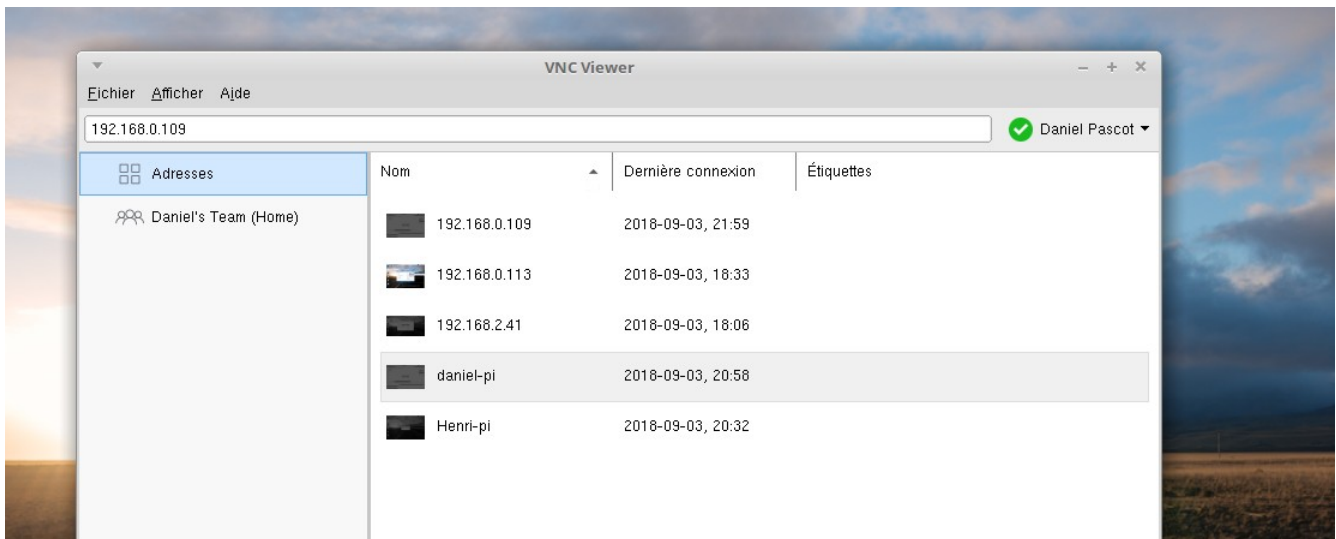 VNC Viewer
Fichier Afficher Aide
192.168.0.109 Daniel Pascot
Adresses
Daniel's Team (Home)
Nom Dernière connexion Étiquettes
192.168.0.109 2018-09-03, 21:59
192.168.0.113 2018-09-03, 18:33
192.168.2.41 2018-09-03, 18:06
daniel-pi 2018-09-03, 20:58
Henri-pi 2018-09-03, 20:32